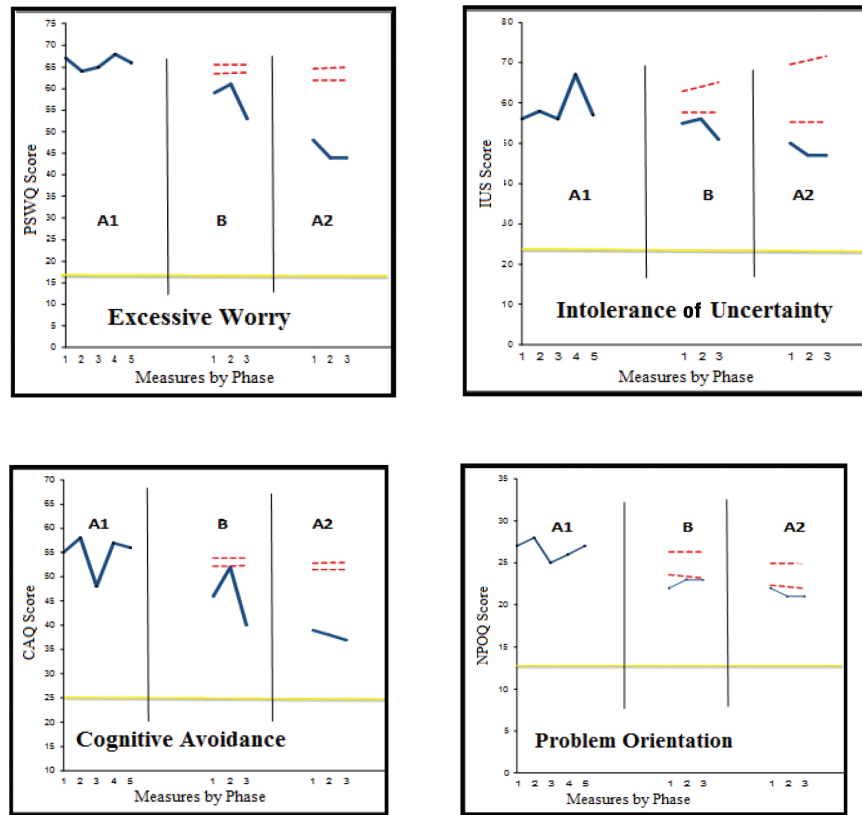 PSWQ Score
75
70
65
60
55
50
45
40
35
30
25
20
15
10
5
0
A1 B A2
Excessive Worry
1 2 3 4 5 1 2 3 1 2 3
Measures by Phase
IUS Score
80
70
60
50
40
30
20
10
0
A1 B A2
Intolerance of Uncertainty
1 2 3 4 5 1 2 3 1 2 3
Measures by Phase
CAQ Score
70
65
60
55
50
45
40
35
30
25
20
15
10
A1 B A2
Cognitive Avoidance
1 2 3 4 5 1 2 3 1 2 3
Measures by Phase
NPOQ Score
35
30
25
20
15
10
5
0
A1 B A2
Problem Orientation
1 2 3 4 5 1 2 3 1 2 3
Measures by Phase